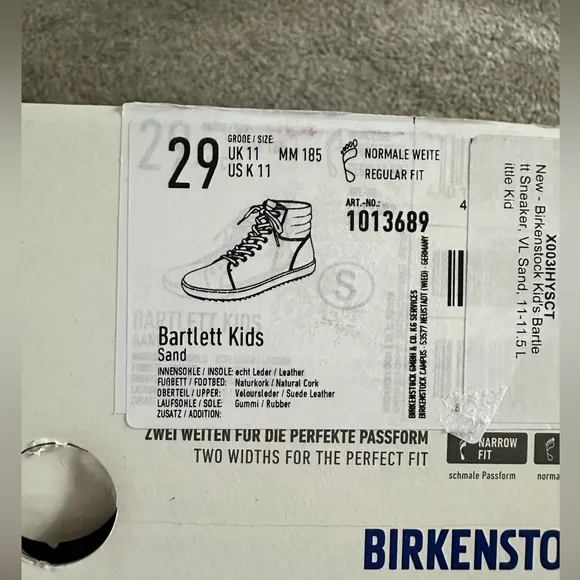 29
GRÖßE / SIZE:
UK 11 MM 185
US K 11
NORMALE WEITE
REGULAR FIT
ART.-NO.:
1013689
4
S
Bartlett Kids
Sand
INNENSOHLE / INSOLE: echt Leder / Leather
FUßBETT / FOOTBED: Naturkork / Natural Cork
OBERTEIL / UPPER: Veloursleder / Suede Leather
LAUFSOHLE / SOLE: Gummi / Rubber
ZUSATZ / ADDITION:
BIRKENSTOCK GMBH & CO. KG SERVICES
BIRKENSTOCK CAMPUS · 53577 NEUSTADT (WIED) · GERMANY
X003IHYSCT
New - Birkenstock Kid's Bartle
tt Sneaker, VL Sand, 11-11.5 L
ittle Kid
ZWEI WEITEN FÜR DIE PERFEKTE PASSFORM
TWO WIDTHS FOR THE PERFECT FIT
NARROW
FIT
schmale Passform
norma
BIRKENSTO